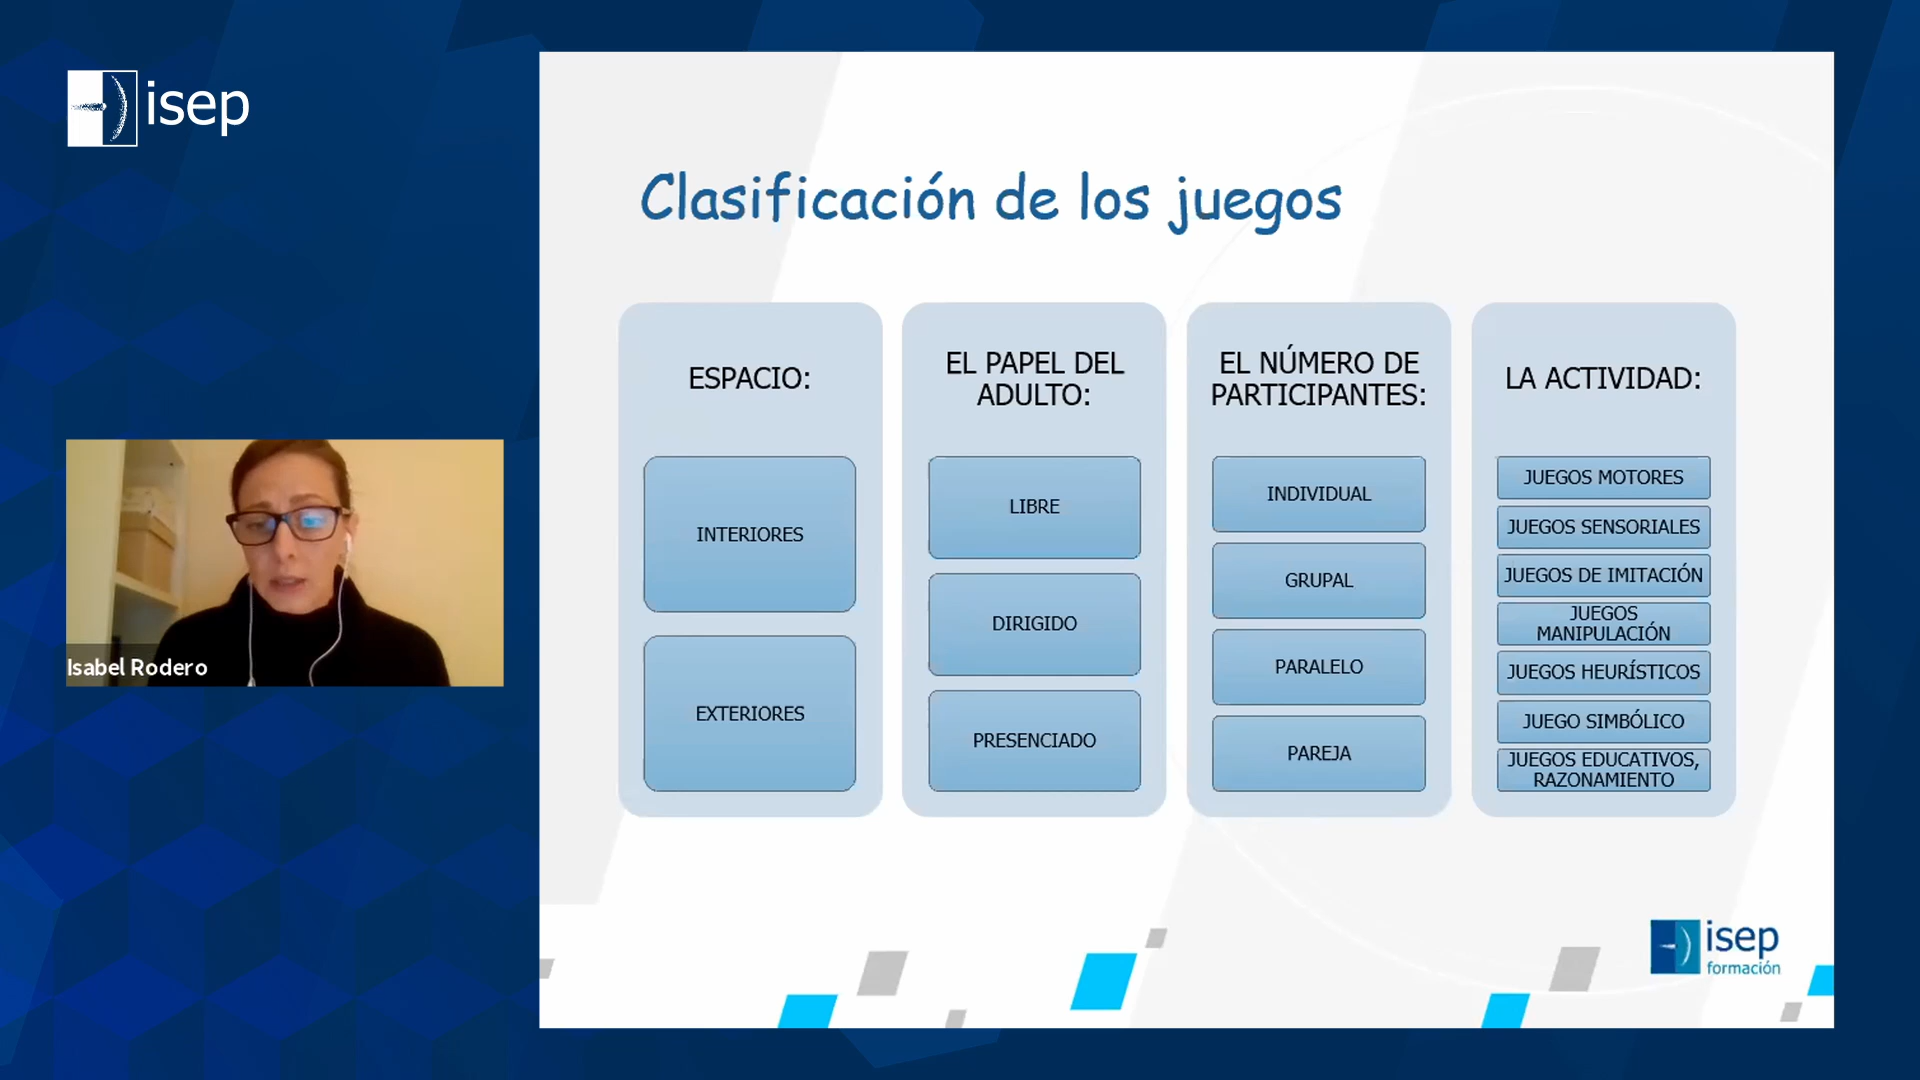 isep
Isabel Rodero
Clasificación de los juegos
ESPACIO:
INTERIORES
EXTERIORES
EL PAPEL DEL
ADULTO:
LIBRE
DIRIGIDO
PRESENCIADO
EL NÚMERO DE
PARTICIPANTES:
INDIVIDUAL
GRUPAL
PARALELO
PAREJA
LA ACTIVIDAD:
JUEGOS MOTORES
JUEGOS SENSORIALES
JUEGOS DE IMITACIÓN
JUEGOS
MANIPULACIÓN
JUEGOS HEURÍSTICOS
JUEGO SIMBÓLICO
JUEGOS EDUCATIVOS,
RAZONAMIENTO
isep
formación